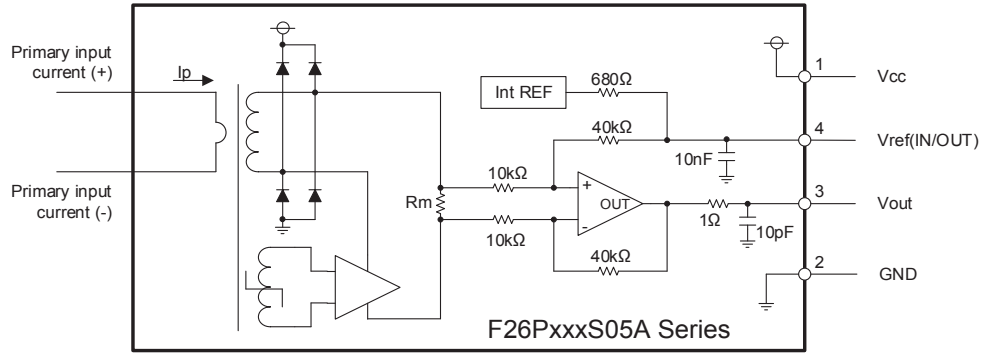 Primary input
current (+)
Ip
Primary input
current (-)
Int REF
680Ω
40kΩ
10kΩ
Rm
10kΩ
+
OUT
-
40kΩ
10nF
1Ω
10pF
1
Vcc
4
Vref(IN/OUT)
3
Vout
2
GND
F26PxxxS05A Series